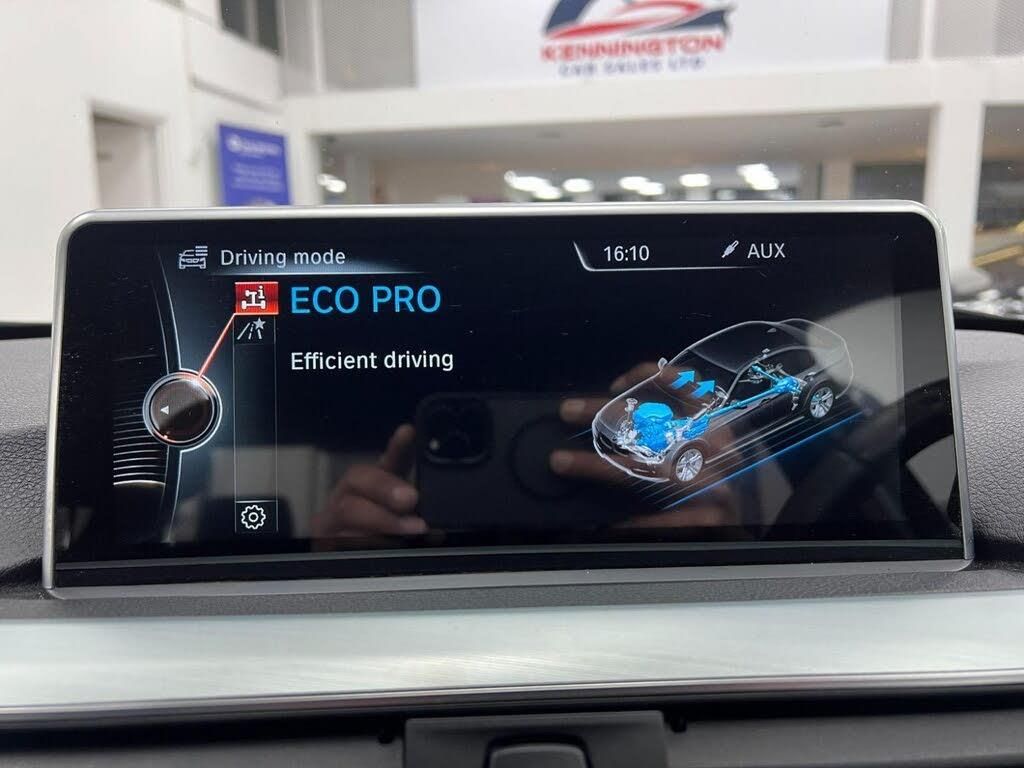 KENNINGTON
CAR SALES LTD
Driving mode
16:10
AUX
ECO PRO
Efficient driving